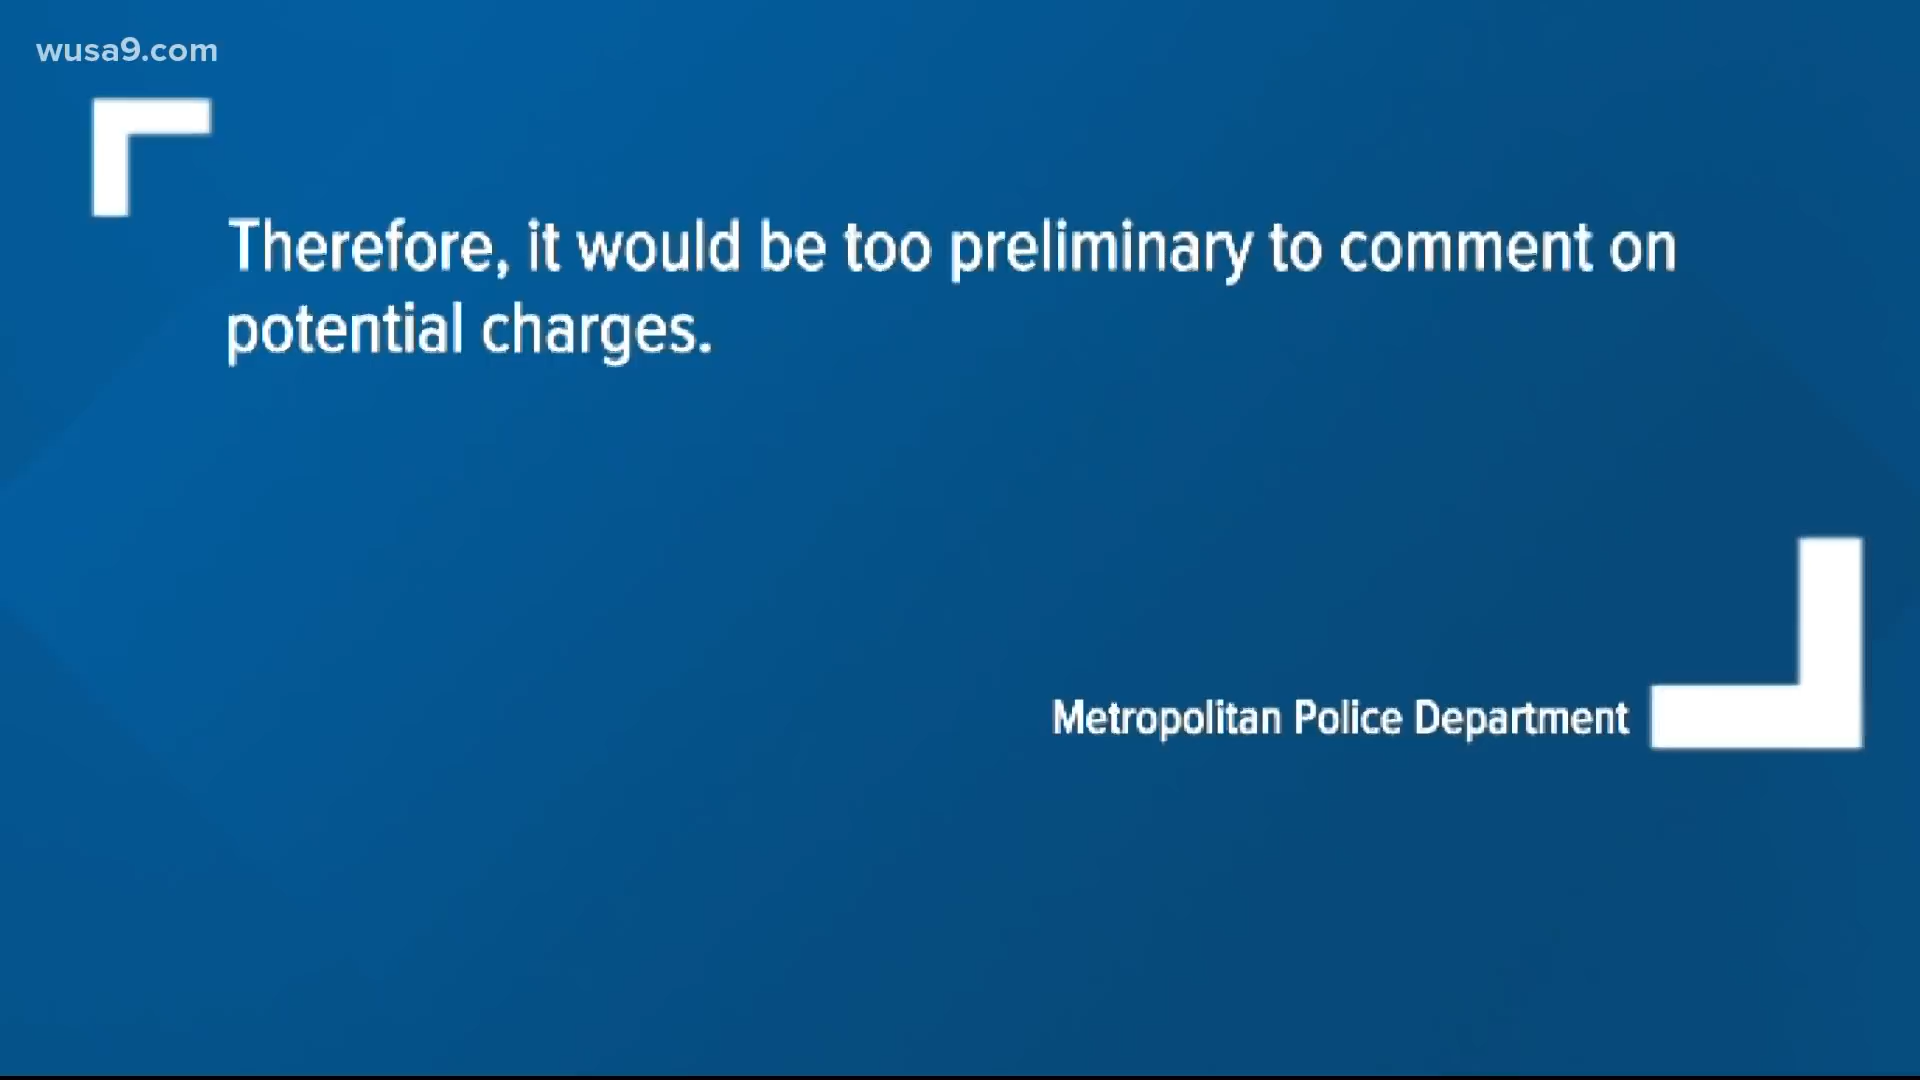 wusa9.com
Therefore, it would be too preliminary to comment on
potential charges.
Metropolitan Police Department